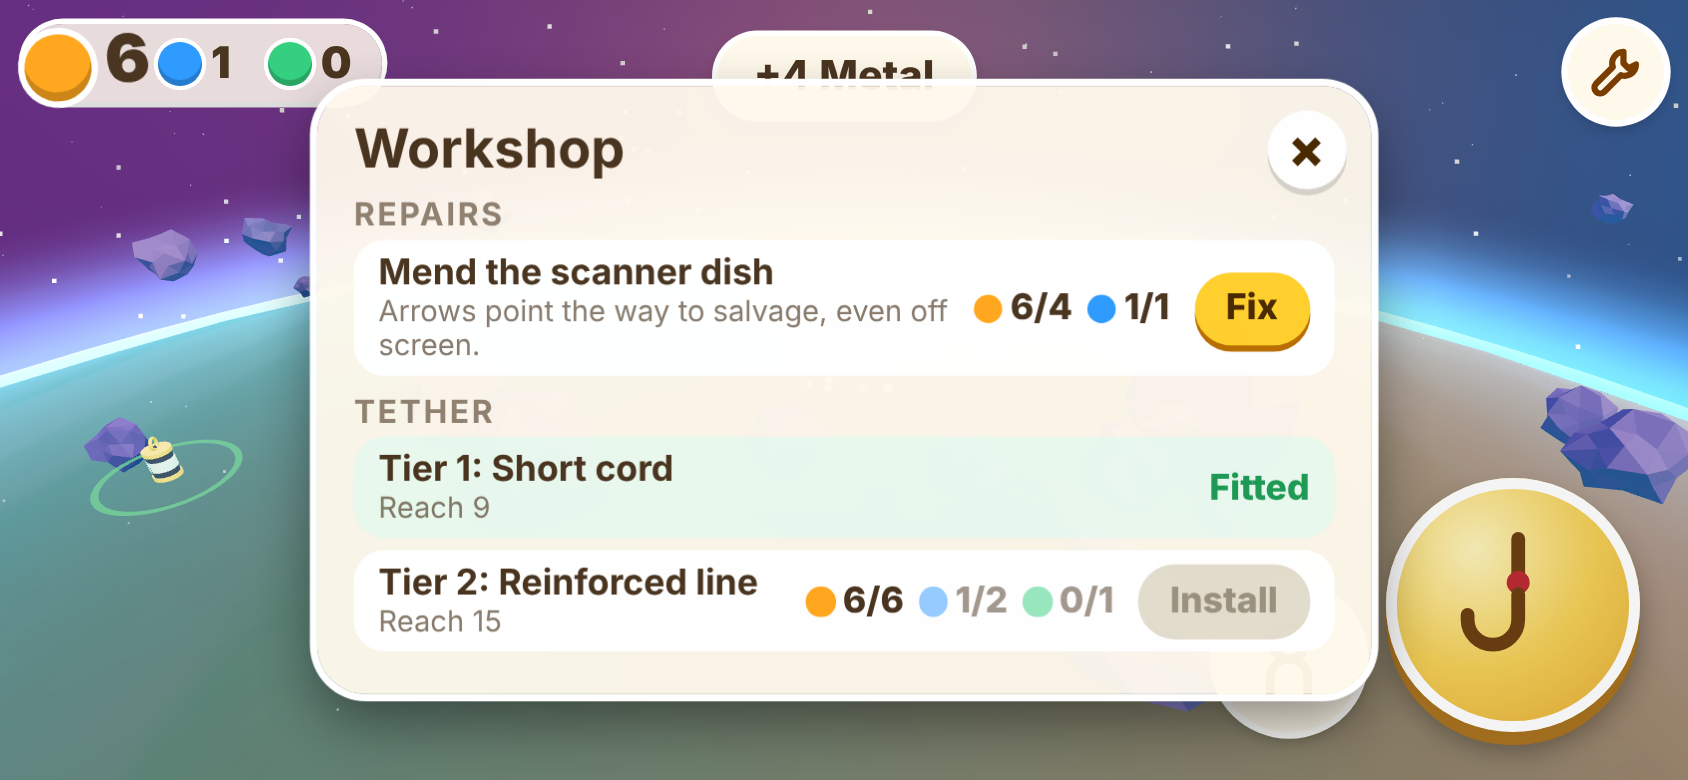 6 1 0
+4 Metal
Workshop
REPAIRS
Mend the scanner dish
Arrows point the way to salvage, even off
screen.
6/4 1/1 Fix
TETHER
Tier 1: Short cord
Reach 9
Fitted
Tier 2: Reinforced line
Reach 15
6/6 1/2 0/1 Install